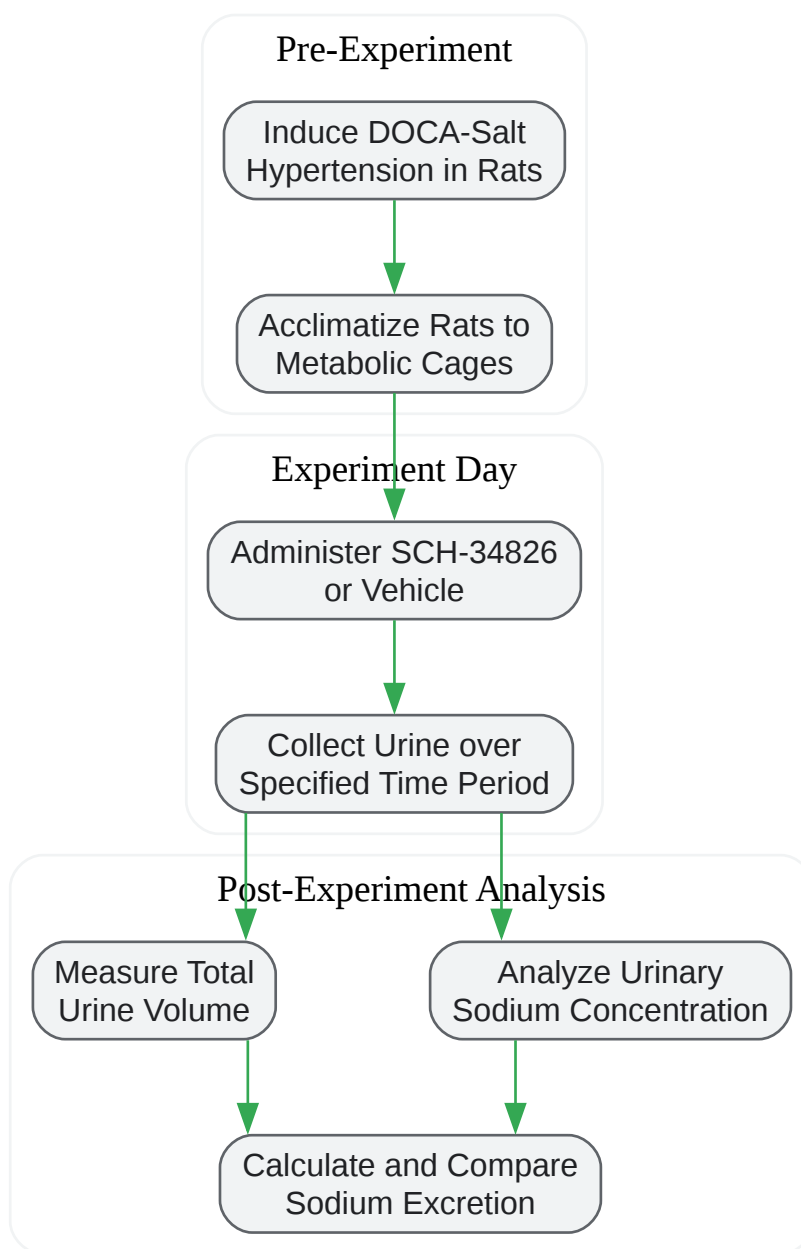 Pre-Experiment
Induce DOCA-Salt
Hypertension in Rats
Acclimatize Rats to
Metabolic Cages
Experiment Day
Administer SCH-34826
or Vehicle
Collect Urine over
Specified Time Period
Post-Experiment Analysis
Measure Total
Urine Volume
Analyze Urinary
Sodium Concentration
Calculate and Compare
Sodium Excretion